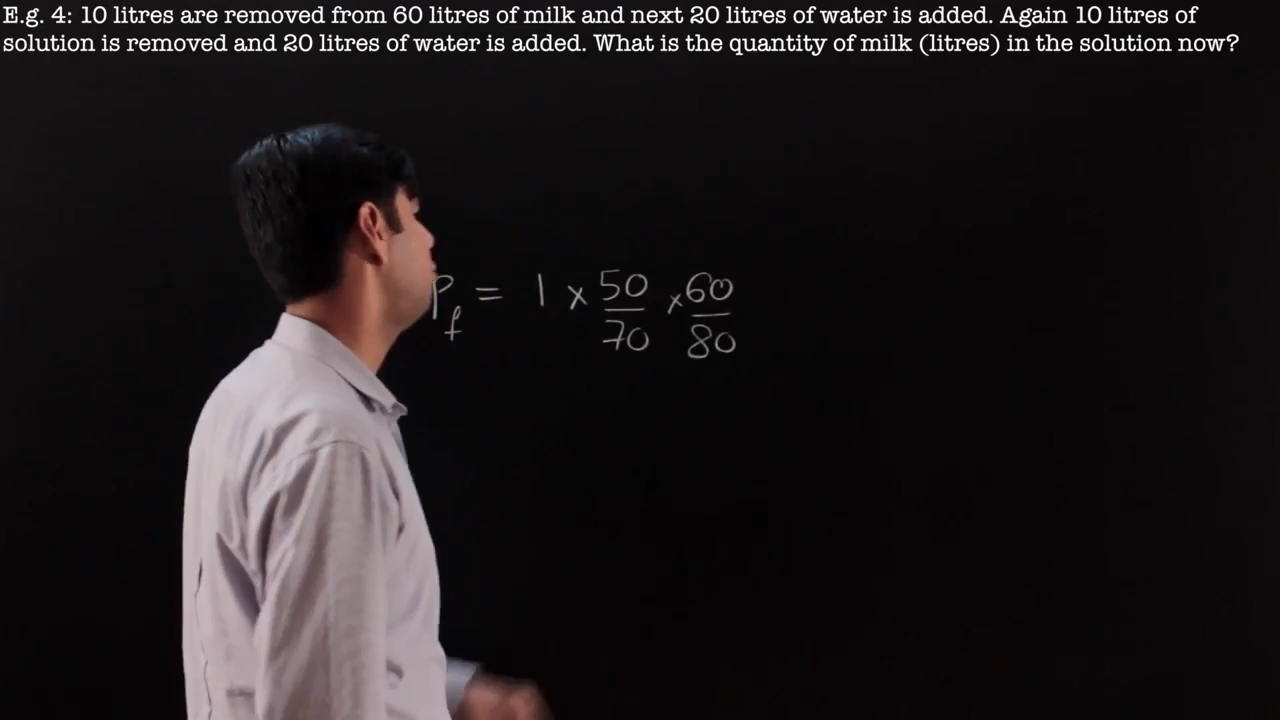 E.g. 4: 10 litres are removed from 60 litres of milk and next 20 litres of water is added. Again 10 litres of
solution is removed and 20 litres of water is added. What is the quantity of milk (litres) in the solution now?
P_f = 1 × 50/70 × 60/80